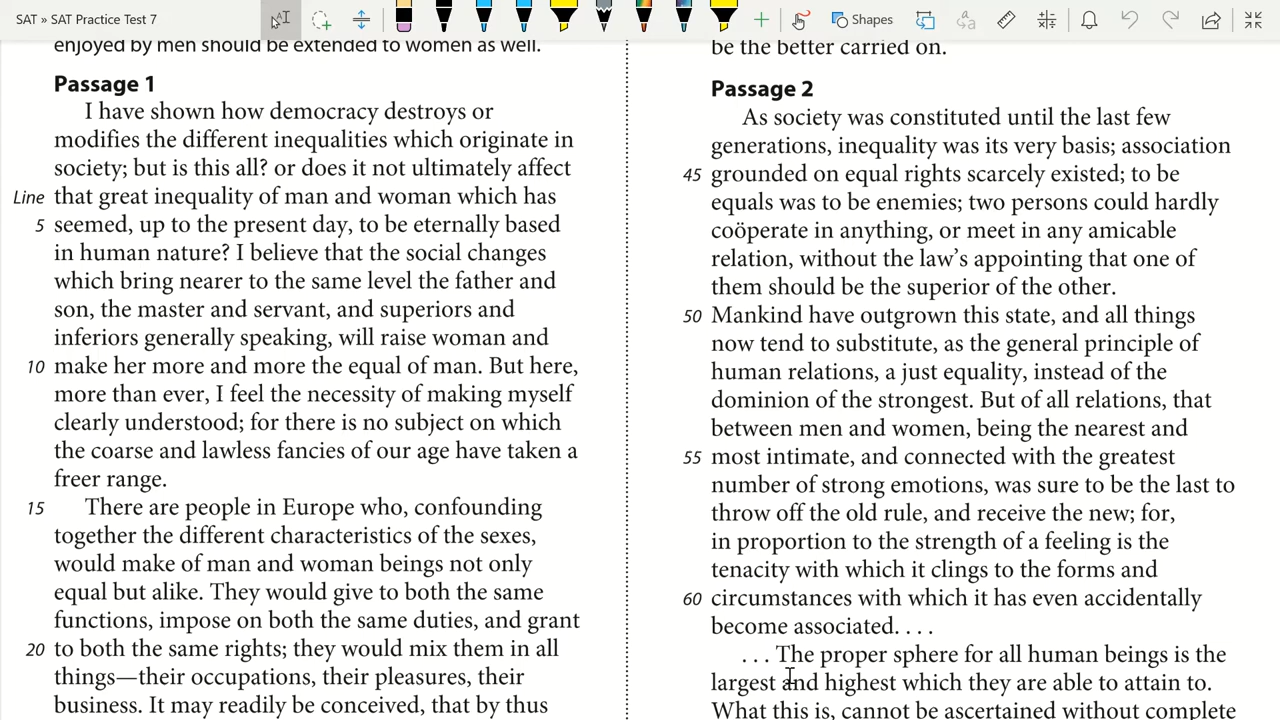 SAT » SAT Practice Test 7
Shapes
enjoyed by men should be extended to women as well.
Passage 1
I have shown how democracy destroys or
modifies the different inequalities which originate in
society; but is this all? or does it not ultimately affect
Line that great inequality of man and woman which has
5 seemed, up to the present day, to be eternally based
in human nature? I believe that the social changes
which bring nearer to the same level the father and
son, the master and servant, and superiors and
inferiors generally speaking, will raise woman and
10 make her more and more the equal of man. But here,
more than ever, I feel the necessity of making myself
clearly understood; for there is no subject on which
the coarse and lawless fancies of our age have taken a
freer range.
15 There are people in Europe who, confounding
together the different characteristics of the sexes,
would make of man and woman beings not only
equal but alike. They would give to both the same
functions, impose on both the same duties, and grant
20 to both the same rights; they would mix them in all
things—their occupations, their pleasures, their
business. It may readily be conceived, that by thus
be the better carried on.
Passage 2
As society was constituted until the last few
generations, inequality was its very basis; association
45 grounded on equal rights scarcely existed; to be
equals was to be enemies; two persons could hardly
coöperate in anything, or meet in any amicable
relation, without the law's appointing that one of
them should be the superior of the other.
50 Mankind have outgrown this state, and all things
now tend to substitute, as the general principle of
human relations, a just equality, instead of the
dominion of the strongest. But of all relations, that
between men and women, being the nearest and
55 most intimate, and connected with the greatest
number of strong emotions, was sure to be the last to
throw off the old rule, and receive the new; for,
in proportion to the strength of a feeling is the
tenacity with which it clings to the forms and
60 circumstances with which it has even accidentally
become associated. . . .
. . . The proper sphere for all human beings is the
largest and highest which they are able to attain to.
What this is, cannot be ascertained without complete